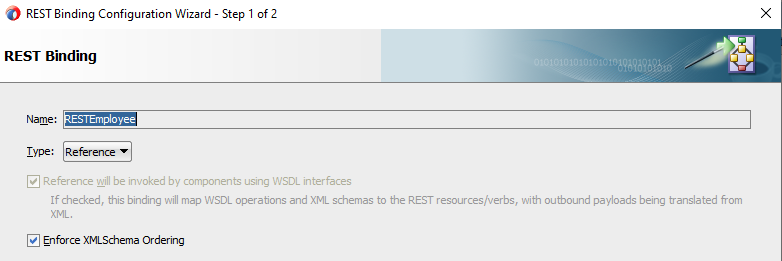 REST Binding Configuration Wizard - Step 1 of 2
REST Binding
010101010101010101010101
01010101010
Name: RESTEmployee
Type: Reference
Reference will be invoked by components using WSDL interfaces
If checked, this binding will map WSDL operations and XML schemas to the REST resources/verbs, with outbound payloads being translated from
XML.
Enforce XMLSchema Ordering